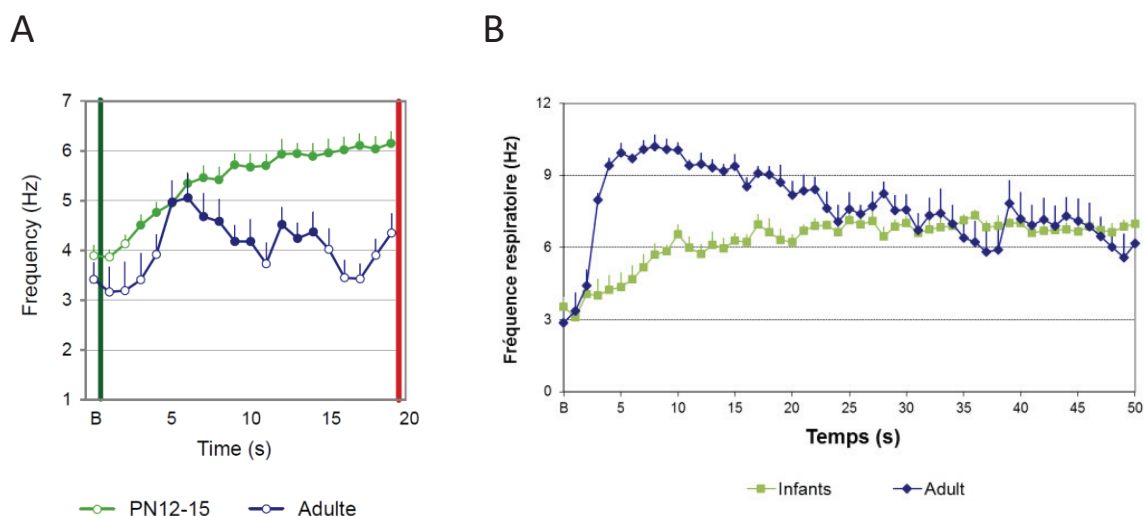 A
B
7
6
5
4
3
2
1
Frequency (Hz)
B
5
10
15
20
Time (s)
PN12-15
Adulte
12
9
6
3
0
Fréquence respiratoire (Hz)
B
5
10
15
20
25
30
35
40
45
50
Temps (s)
Infants
Adult